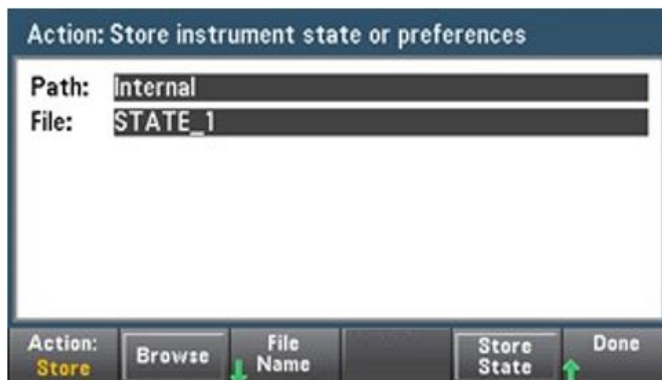 Action: Store instrument state or preferences
Path: Internal
File: STATE_1
Action: Store
Browse
File Name
Store State
Done